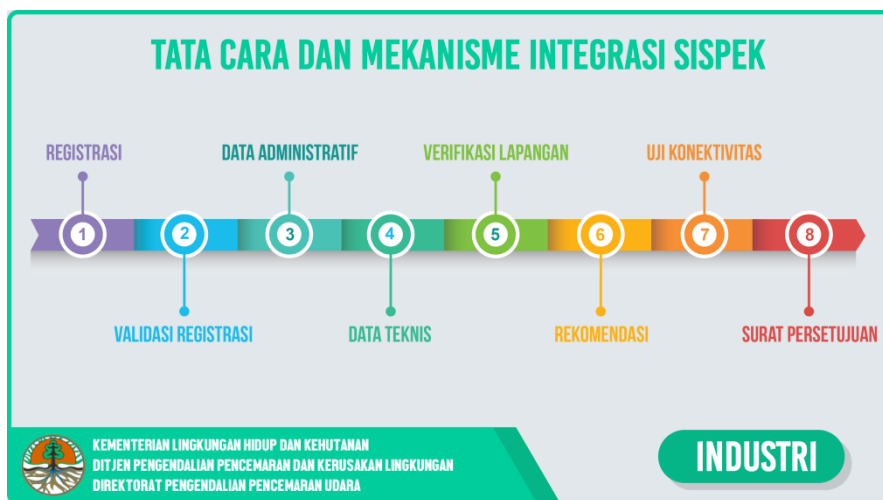 TATA CARA DAN MEKANISME INTEGRASI SISPEK
REGISTRASI
DATA ADMINISTRATIF
VERIFIKASI LAPANGAN
UJI KONEKTIVITAS
1
2
3
4
5
6
7
8
VALIDASI REGISTRASI
DATA TEKNIS
REKOMENDASI
SURAT PERSETUJUAN
KEMENTERIAN LINGKUNGAN HIDUP DAN KEHUTANAN
DITJEN PENGENDALIAN PENCEMARAN DAN KERUSAKAN LINGKUNGAN
DIREKTORAT PENGENDALIAN PENCEMARAN UDARA
INDUSTRI